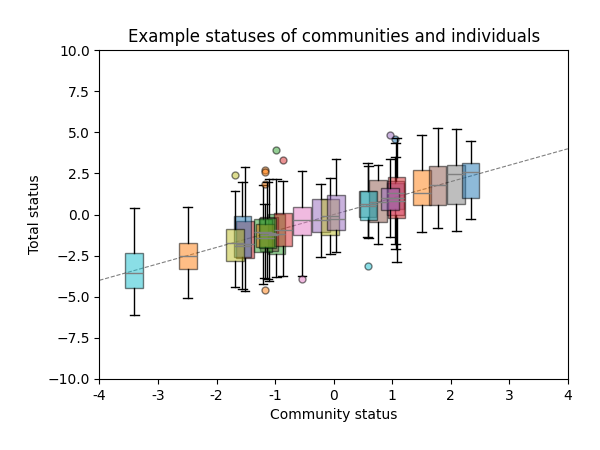 Example statuses of communities and individuals
10.0
7.5
5.0
2.5
0.0
−2.5
−5.0
−7.5
−10.0
Total status
-4 -3 -2 -1 0 1 2 3 4
Community status